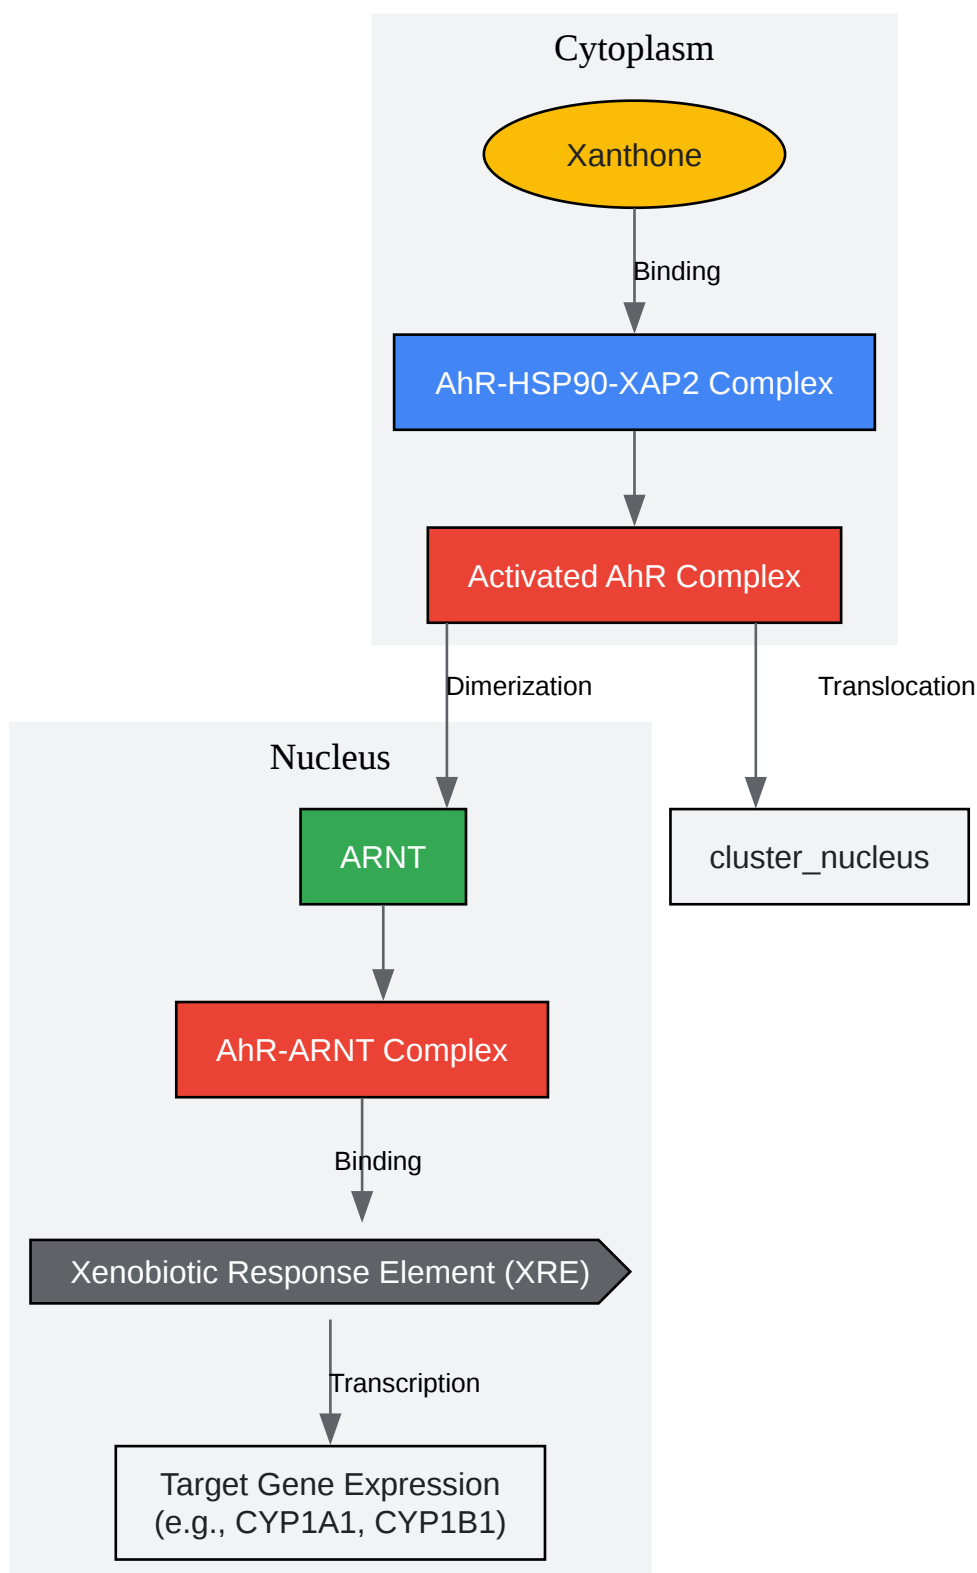 Cytoplasm
Xanthone
Binding
AhR-HSP90-XAP2 Complex
Activated AhR Complex
Dimerization
Translocation
Nucleus
ARNT
cluster_nucleus
AhR-ARNT Complex
Binding
Xenobiotic Response Element (XRE)
Transcription
Target Gene Expression
(e.g., CYP1A1, CYP1B1)